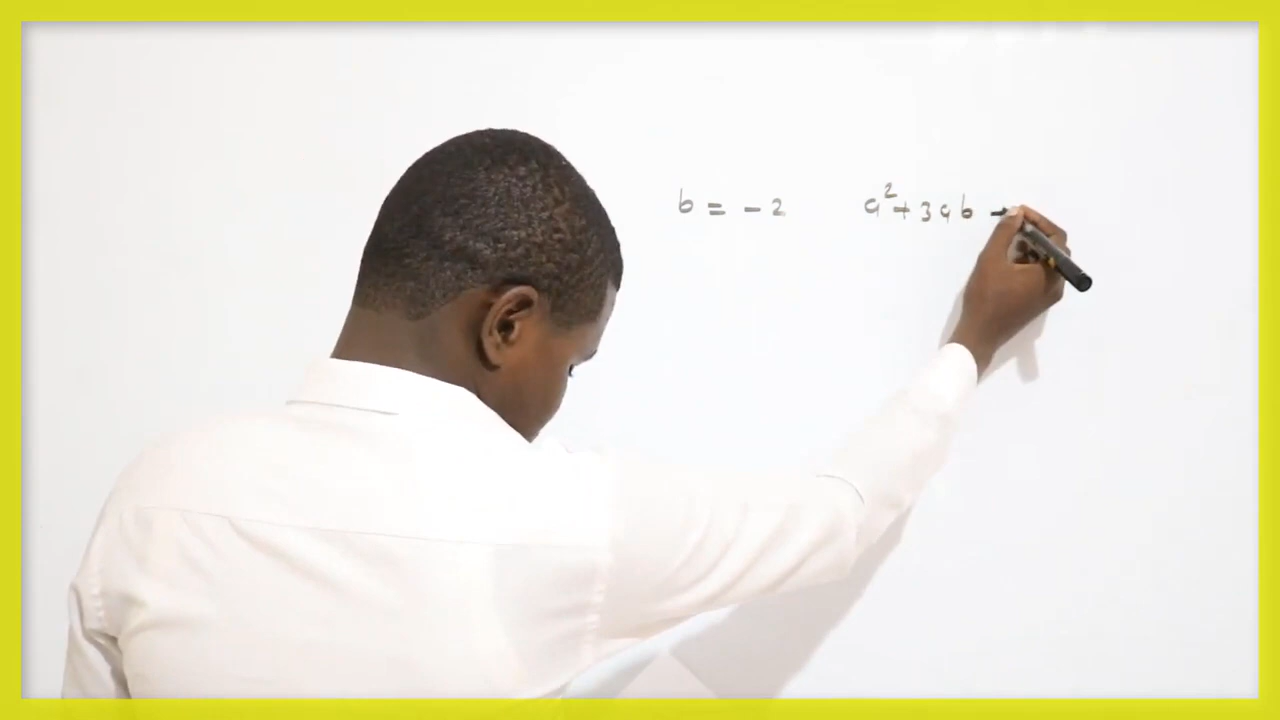 b = - 2 a² + 3ab -